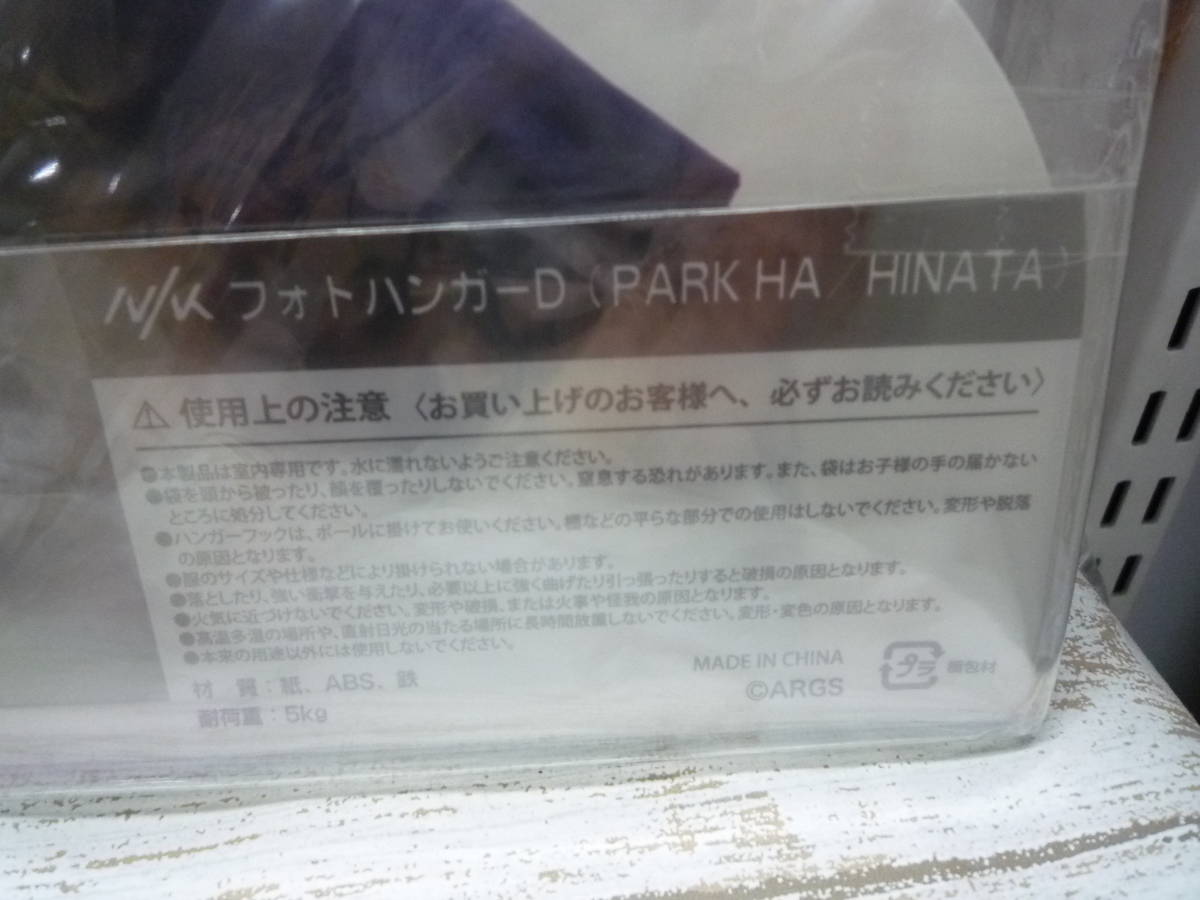 N/K フォトハンガーD（PARK HA／HINATA）
⚠ 使用上の注意〈お買い上げのお客様へ、必ずお読みください〉
●本製品は室内専用です。水に濡れないようご注意ください。
●袋を頭から被ったり、顔を覆ったりしないでください。窒息する恐れがあります。また、袋はお子様の手の届かない
ところに処分してください。
●ハンガーフックは、ポールに掛けてお使いください。棚などの平らな部分での使用はしないでください。変形や脱落
の原因となります。
●服のサイズや仕様などにより掛けられない場合があります。
●落としたり、強い衝撃を与えたり、必要以上に強く曲げたり引っ張ったりすると破損の原因となります。
●火気に近づけないでください。変形や破損、または火事や怪我の原因となります。
●高温多湿の場所や、直射日光の当たる場所に長時間放置しないでください。変形・変色の原因となります。
●本来の用途以外には使用しないでください。
材 質：紙、ABS、鉄
耐荷重：5kg
MADE IN CHINA
©ARGS
プラ 個包材